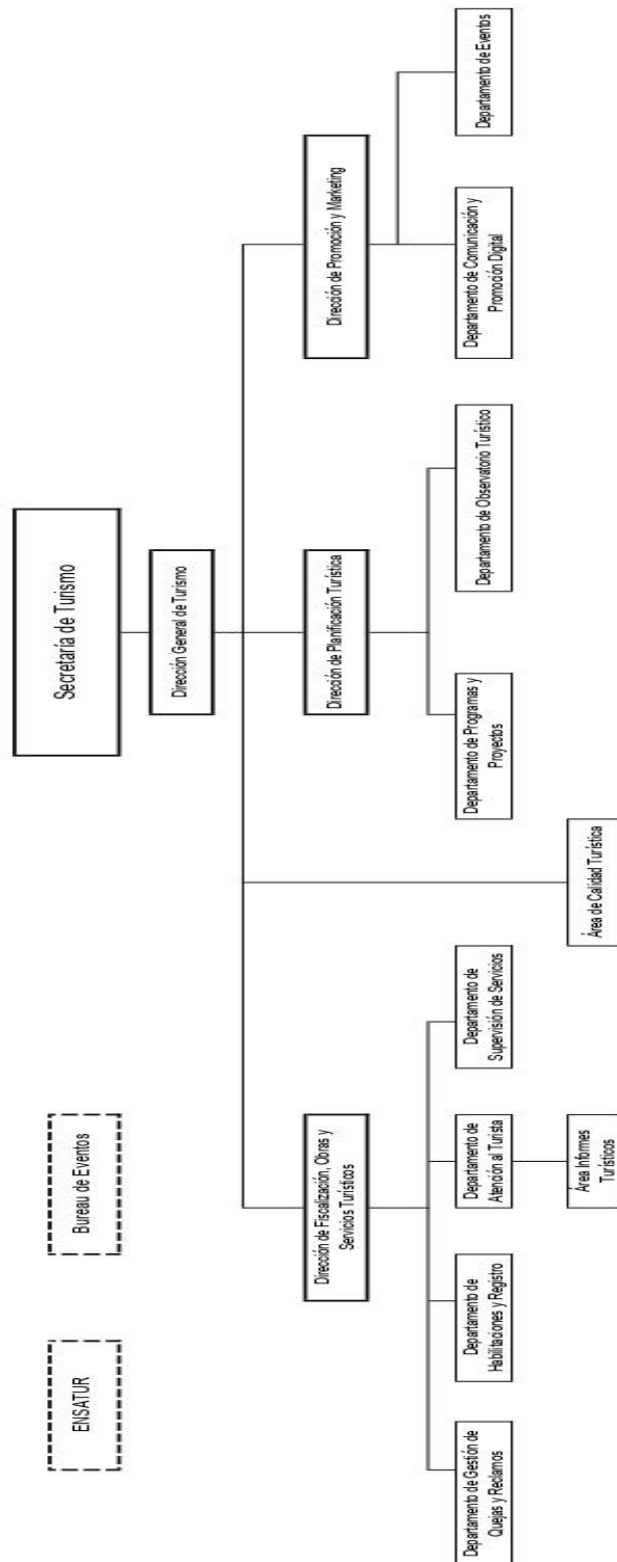 Secretaría de Turismo
ENSATUR
Bureau de Eventos
Dirección General de Turismo
Dirección de Fiscalización, Obras y
Servicios Turísticos
Dirección de Planificación Turística
Dirección de Promoción y Marketing
Departamento de Gestión de
Quejas y Reclamos
Departamento de
Habilitaciones y Registro
Departamento de
Atención al Turista
Departamento de
Supervisión de Servicios
Departamento de Programas y
Proyectos
Departamento de Observatorio Turístico
Departamento de Comunicación y
Promoción Digital
Departamento de Eventos
Área Informes
Turísticos
Área de Calidad Turística